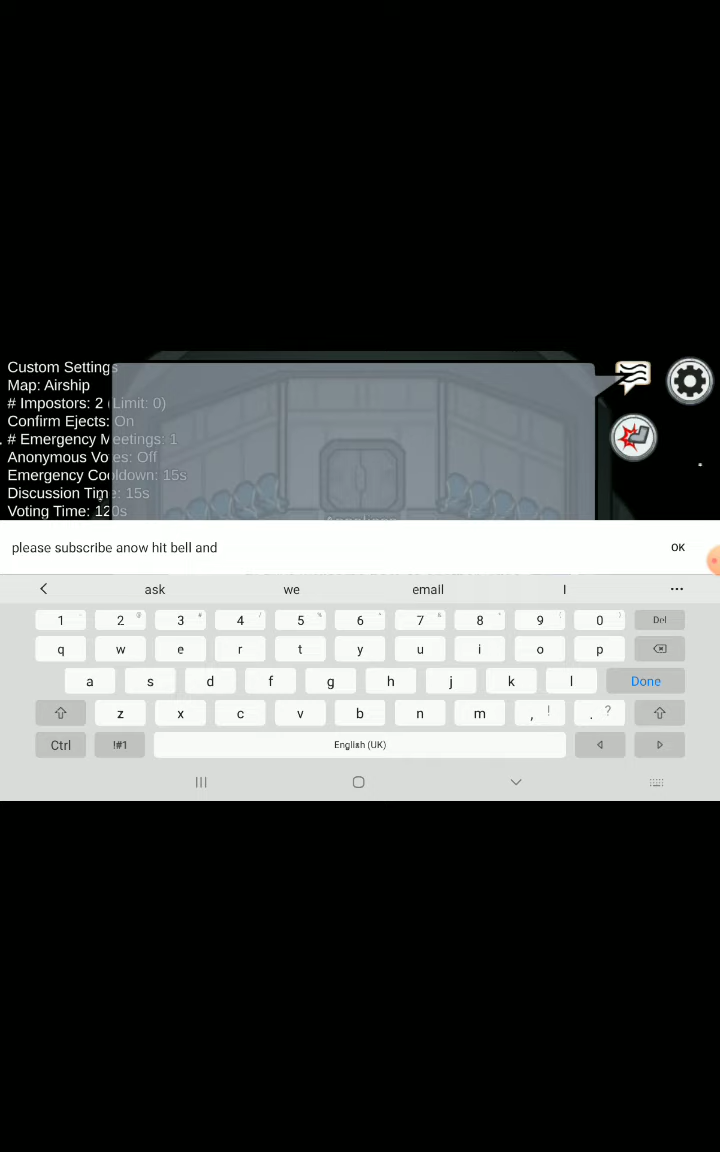 Custom Settings
Map: Airship
# Impostors: 2 (Limit: 0)
Confirm Ejects: On
# Emergency Meetings: 1
Anonymous Votes: Off
Emergency Cooldown: 15s
Discussion Time: 15s
Voting Time: 120s
please subscribe anow hit bell and
OK
ask we email I
1 2 3 4 5 6 7 8 9 0 Del
q w e r t y u i o p
a s d f g h j k l Done
z x c v b n m , ! . ?
Ctrl !#1 English (UK)